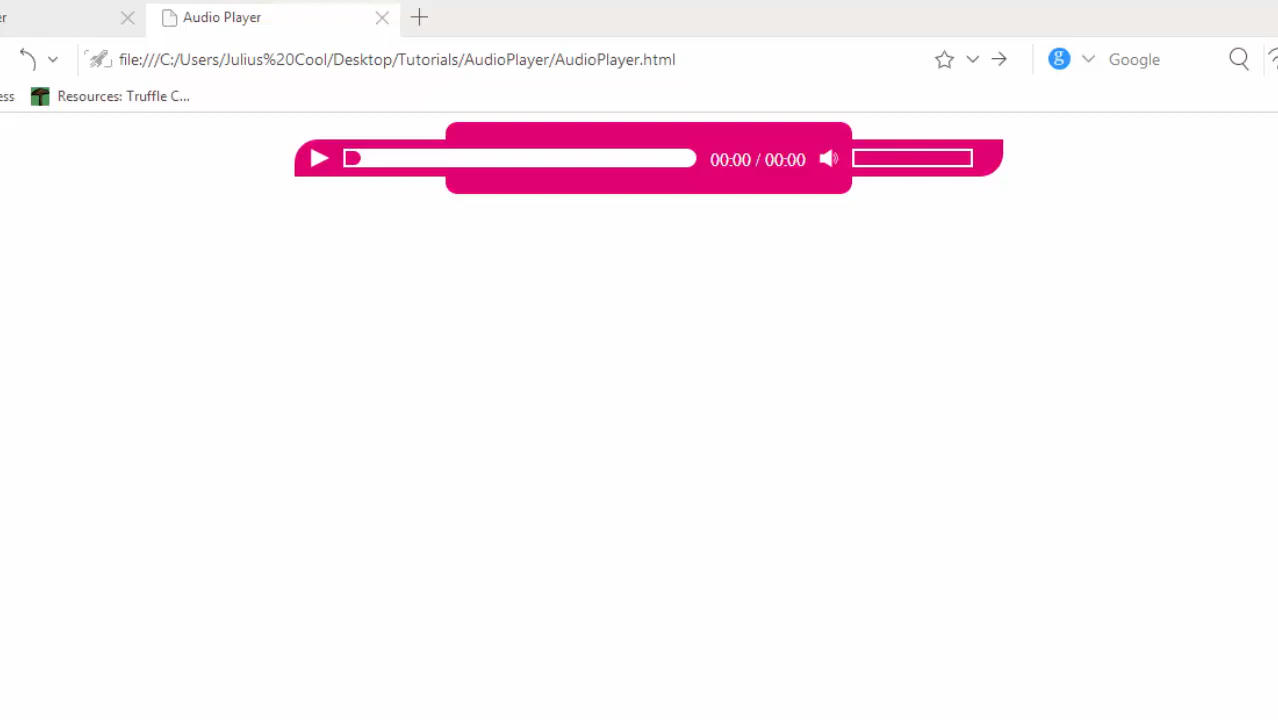 er
Audio Player
file:///C:/Users/Julius%20Cool/Desktop/Tutorials/AudioPlayer/AudioPlayer.html
g
Google
ess
Resources: Truffle C...
00:00 / 00:00